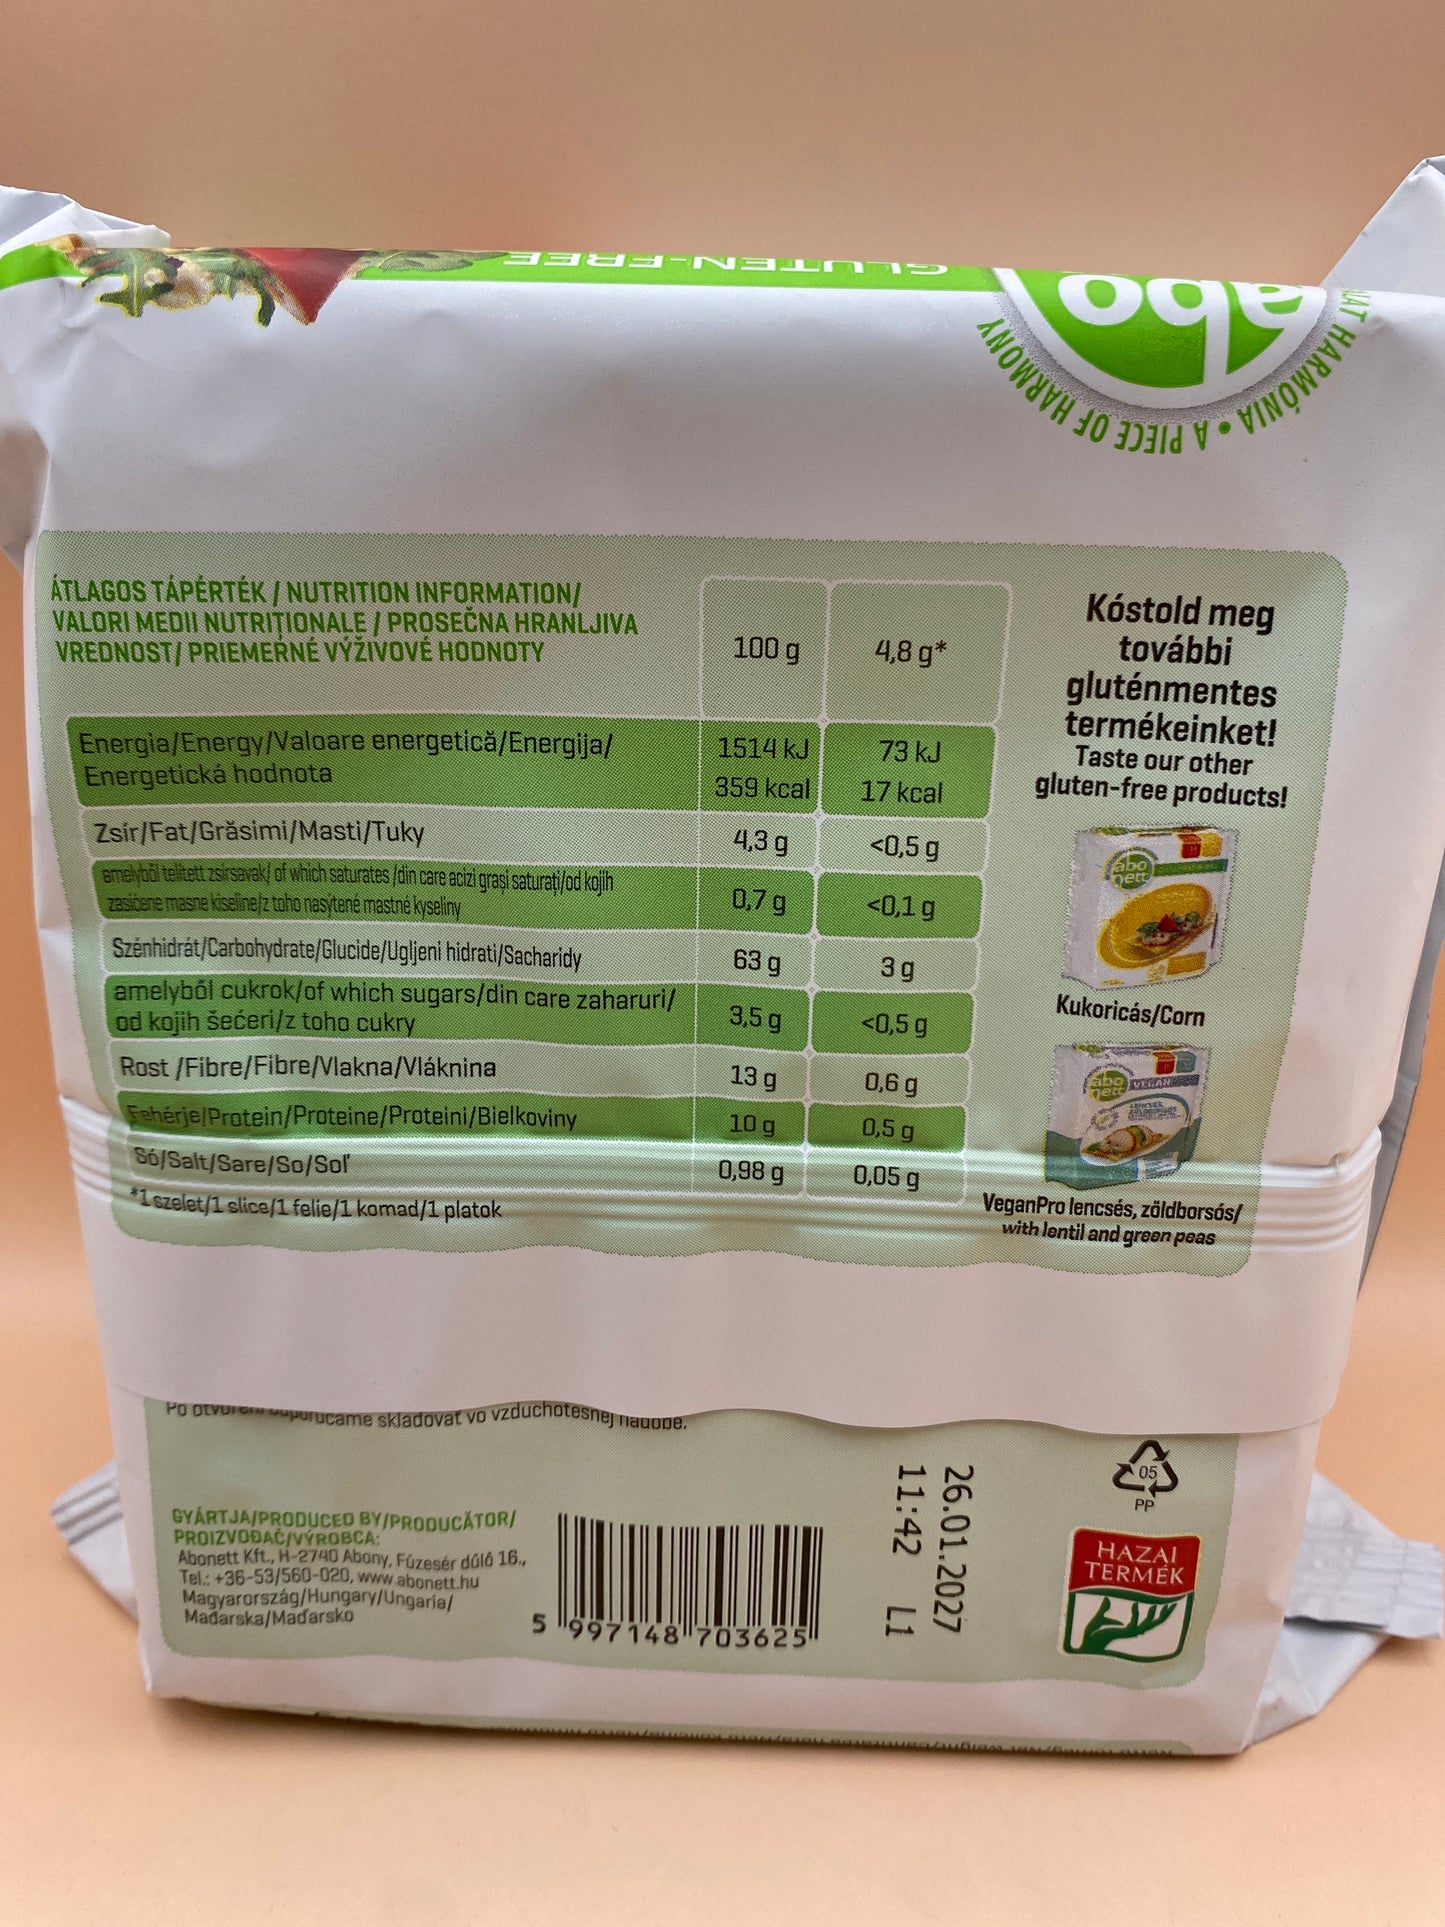 GLUTEN-FREE
abo
HARMÓNIA • A PIECE OF HARMONY
ÁTLAGOS TÁPÉRTÉK / NUTRITION INFORMATION/
VALORI MEDII NUTRIȚIONALE / PROSEČNA HRANLJIVA
VREDNOST/ PRIEMERNÉ VÝŽIVOVÉ HODNOTY
100 g 4,8 g*
Energia/Energy/Valoare energetică/Energija/
Energetická hodnota
1514 kJ 73 kJ
359 kcal 17 kcal
Zsír/Fat/Grăsimi/Masti/Tuky 4,3 g <0,5 g
amelyből telített zsírsavak/ of which saturates /din care acizi grași saturați/od kojih
zasićene masne kiseline/z toho nasýtené mastné kyseliny
0,7 g <0,1 g
Szénhidrát/Carbohydrate/Glucide/Ugljeni hidrati/Sacharidy 63 g 3 g
amelyből cukrok/of which sugars/din care zaharuri/
od kojih šećeri/z toho cukry
3,5 g <0,5 g
Rost /Fibre/Fibre/Vlakna/Vláknina 13 g 0,6 g
Fehérje/Protein/Proteine/Proteini/Bielkoviny 10 g 0,5 g
Só/Salt/Sare/So/Soľ 0,98 g 0,05 g
*1 szelet/1 slice/1 felie/1 komad/1 platok
Kóstold meg
további
gluténmentes
termékeinket!
Taste our other
gluten-free products!
abo
nett
Kukoricás/Corn
abo
nett
VEGAN
VeganPro lencsés, zöldborsós/
with lentil and green peas
skladovať vo vzduchotesnej nádobe.
GYÁRTJA/PRODUCED BY/PRODUCĂTOR/
PROIZVOĐAČ/VÝROBCA:
Abonett Kft., H-2740 Abony, Füzesér dűlő 16.,
Tel.: +36-53/560-020, www.abonett.hu
Magyarország/Hungary/Ungaria/
Mađarska/Maďarsko
5 997148 703625
26.01.2027
11:42 L1
05
PP
HAZAI
TERMÉK